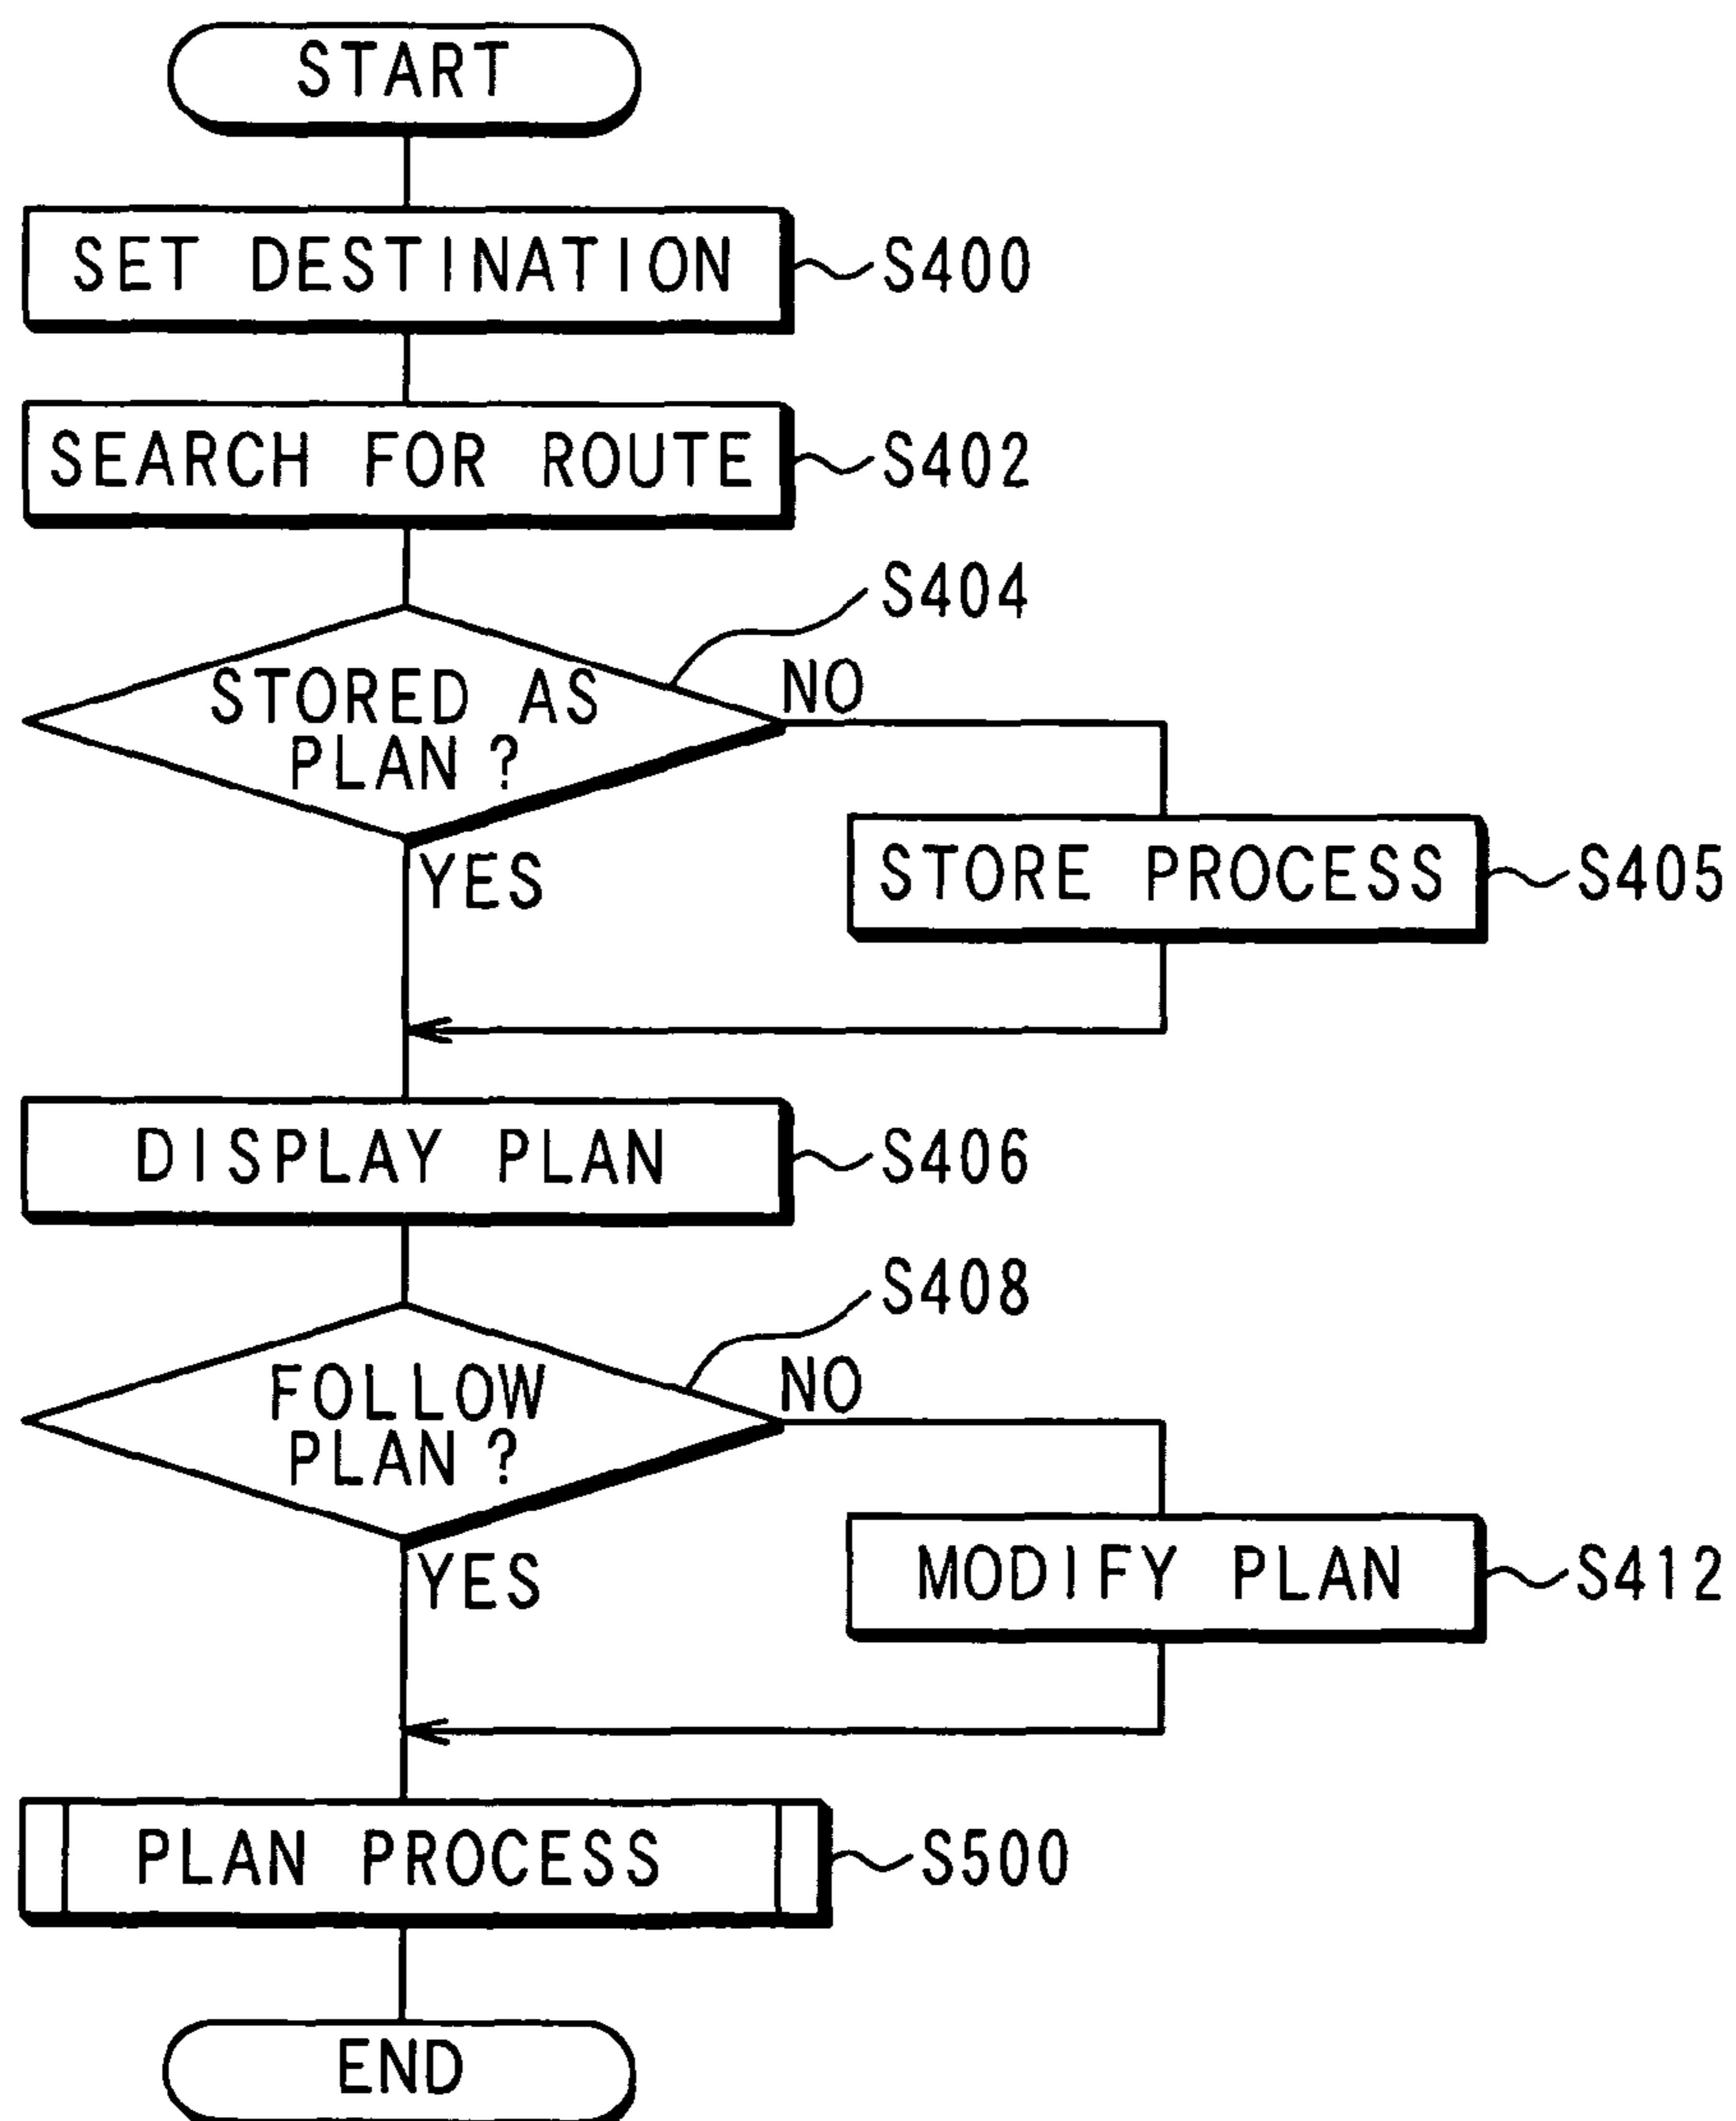 START
SET DESTINATION
S400
SEARCH FOR ROUTE
S402
S404
STORED AS
PLAN ?
NO
YES
STORE PROCESS
S405
DISPLAY PLAN
S406
S408
FOLLOW
PLAN ?
NO
YES
MODIFY PLAN
S412
PLAN PROCESS
S500
END